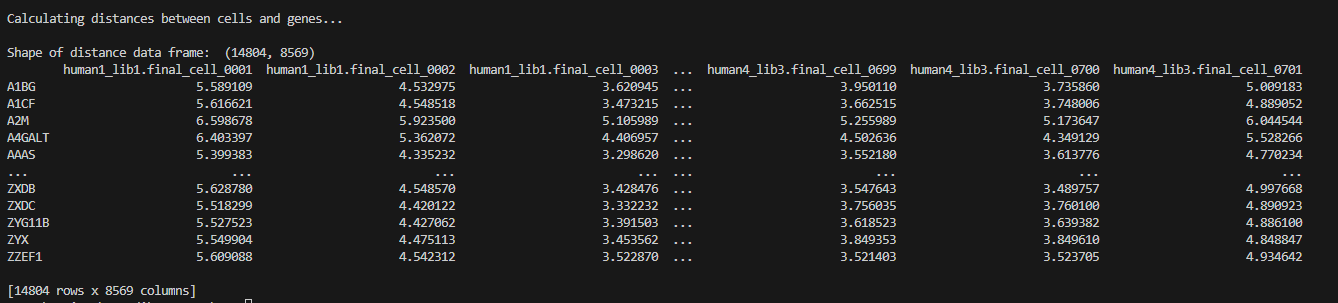 Calculating distances between cells and genes...
Shape of distance data frame:  (14804, 8569)
human1_lib1.final_cell_0001  human1_lib1.final_cell_0002  human1_lib1.final_cell_0003  ...  human4_lib3.final_cell_0699  human4_lib3.final_cell_0700  human4_lib3.final_cell_0701
A1BG 5.589109 4.532975 3.620945 ... 3.950110 3.735860 5.009183
A1CF 5.616621 4.548518 3.473215 ... 3.662515 3.748006 4.889052
A2M 6.598678 5.923500 5.105989 ... 5.255989 5.173647 6.044544
A4GALT 6.403397 5.362072 4.406957 ... 4.502636 4.349129 5.528266
AAAS 5.399383 4.335232 3.298620 ... 3.552180 3.613776 4.770234
... ... ... ... ... ... ... ...
ZXDB 5.628780 4.548570 3.428476 ... 3.547643 3.489757 4.997668
ZXDC 5.518299 4.420122 3.332232 ... 3.756035 3.760100 4.890923
ZYG11B 5.527523 4.427062 3.391503 ... 3.618523 3.639382 4.886100
ZYX 5.549904 4.475113 3.453562 ... 3.849353 3.849610 4.848847
ZZEF1 5.609088 4.542312 3.522870 ... 3.521403 3.523705 4.934642
[14804 rows x 8569 columns]